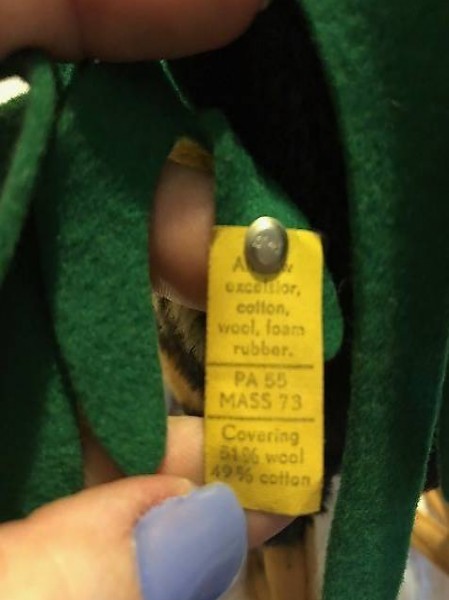 excelsior,
cotton,
wool, foam
rubber.
PA 55
MASS 73
Covering
51% wool
49% cotton